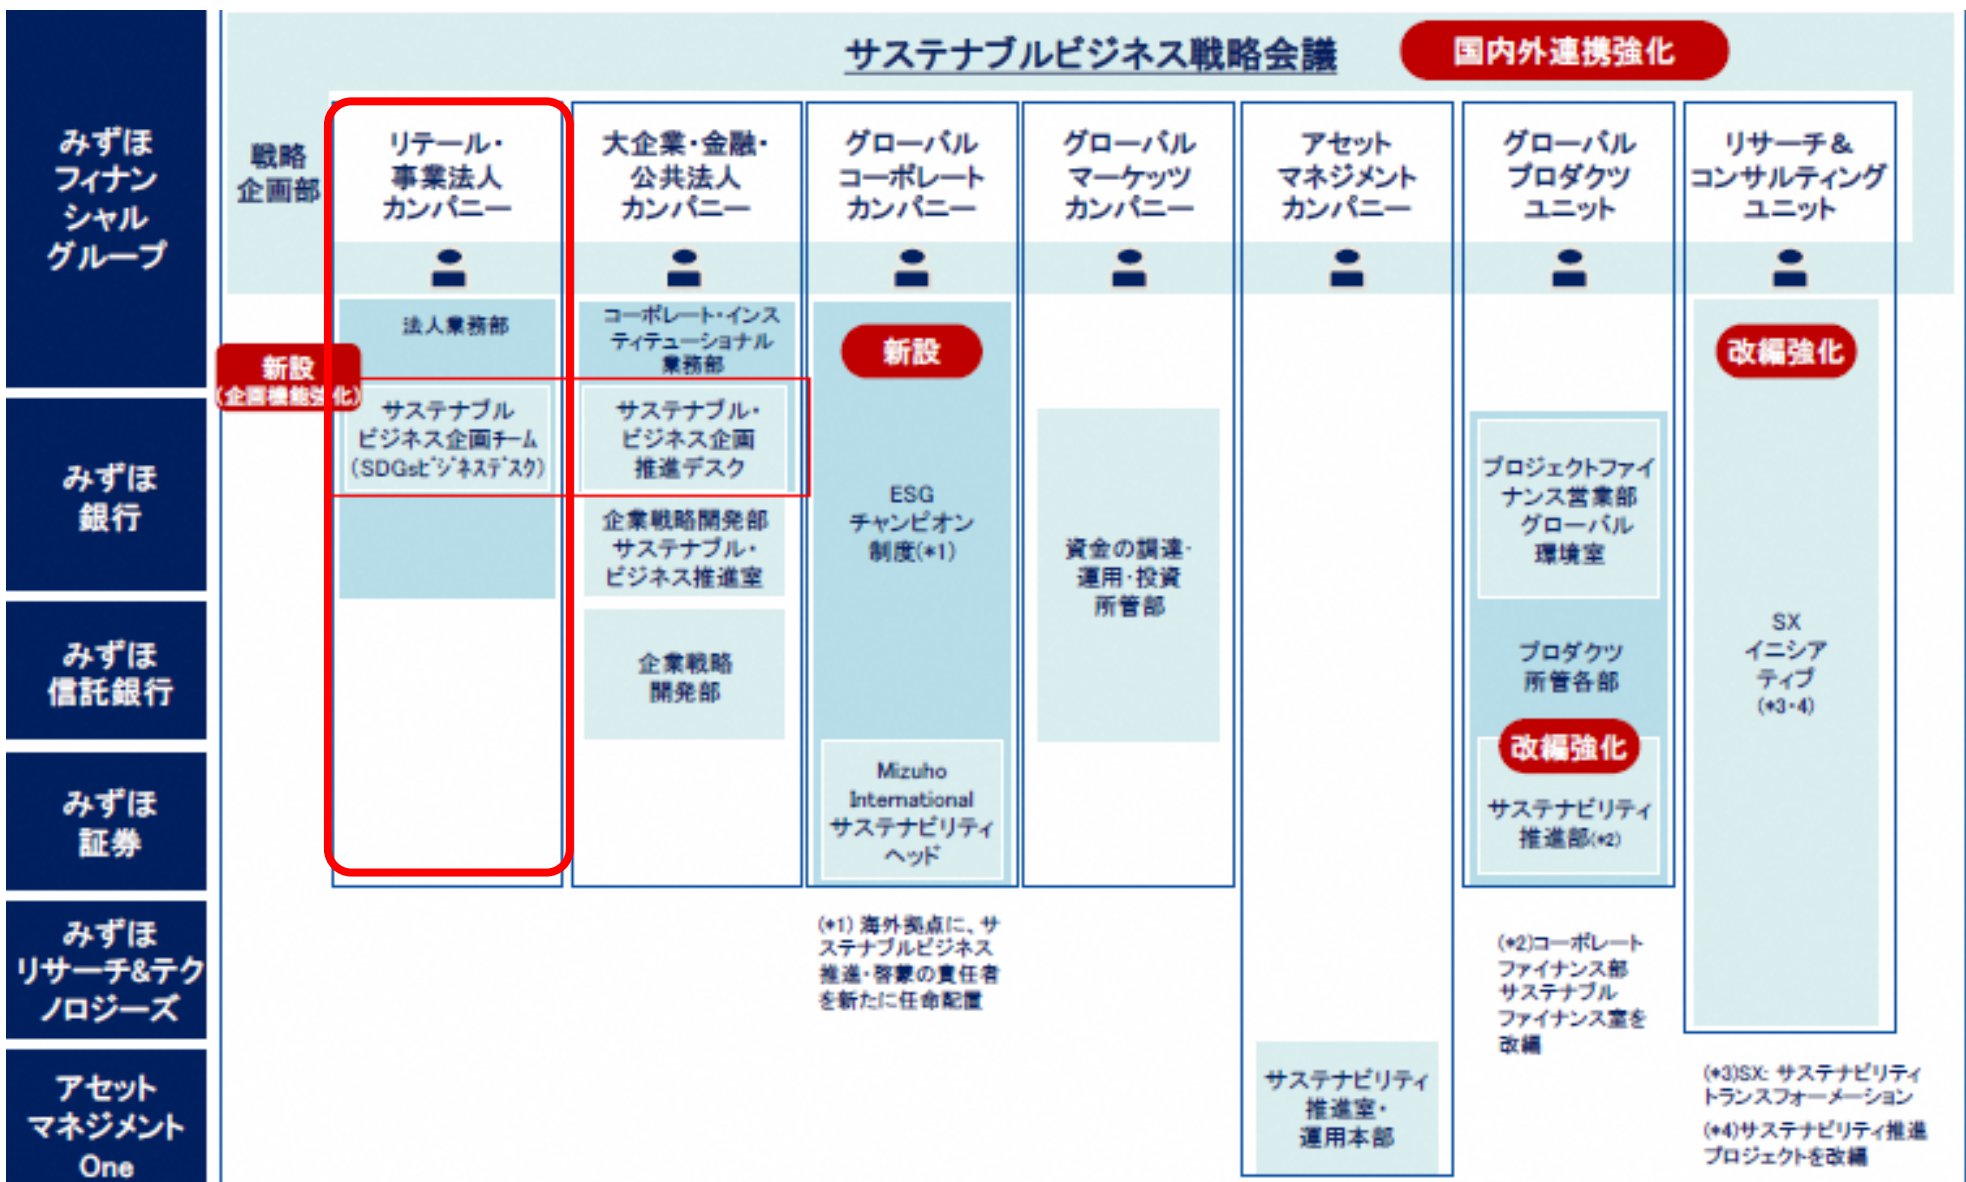 サステナブルビジネス戦略会議
国内外連携強化
みずほ
フィナン
シャル
グループ
戦略
企画部
リテール・
事業法人
カンパニー
大企業・金融・
公共法人
カンパニー
グローバル
コーポレート
カンパニー
グローバル
マーケッツ
カンパニー
アセット
マネジメント
カンパニー
グローバル
プロダクツ
ユニット
リサーチ＆
コンサルティング
ユニット
新設
(企画機能強化)
法人業務部
サステナブル
ビジネス企画ﾁｰﾑ
(SDGsﾋﾞｼﾞﾈｽﾃﾞｽｸ)
コーポレート・インス
ティテューショナル
業務部
サステナブル・
ビジネス企画
推進デスク
企業戦略開発部
サステナブル・
ビジネス推進室
企業戦略
開発部
新設
ESG
チャンピオン
制度(*1)
Mizuho
International
サステナビリティ
ヘッド
(*1) 海外拠点に、サ
ステナブルビジネス
推進・啓蒙の責任者
を新たに任命配置
資金の調達・
運用・投資
所管部
サステナビリティ
推進室・
運用本部
プロジェクトファイ
ナンス営業部
グローバル
環境室
プロダクツ
所管各部
改編強化
サステナビリティ
推進部(*2)
(*2)コーポレート
ファイナンス部
サステナブル
ファイナンス室を
改編
改編強化
SX
イニシア
ティブ
(*3・4)
(*3)SX: サステナビリティ
トランスフォーメーション
(*4)サステナビリティ推進
プロジェクトを改編
みずほ
銀行
みずほ
信託銀行
みずほ
証券
みずほ
リサーチ&テク
ノロジーズ
アセット
マネジメント
One